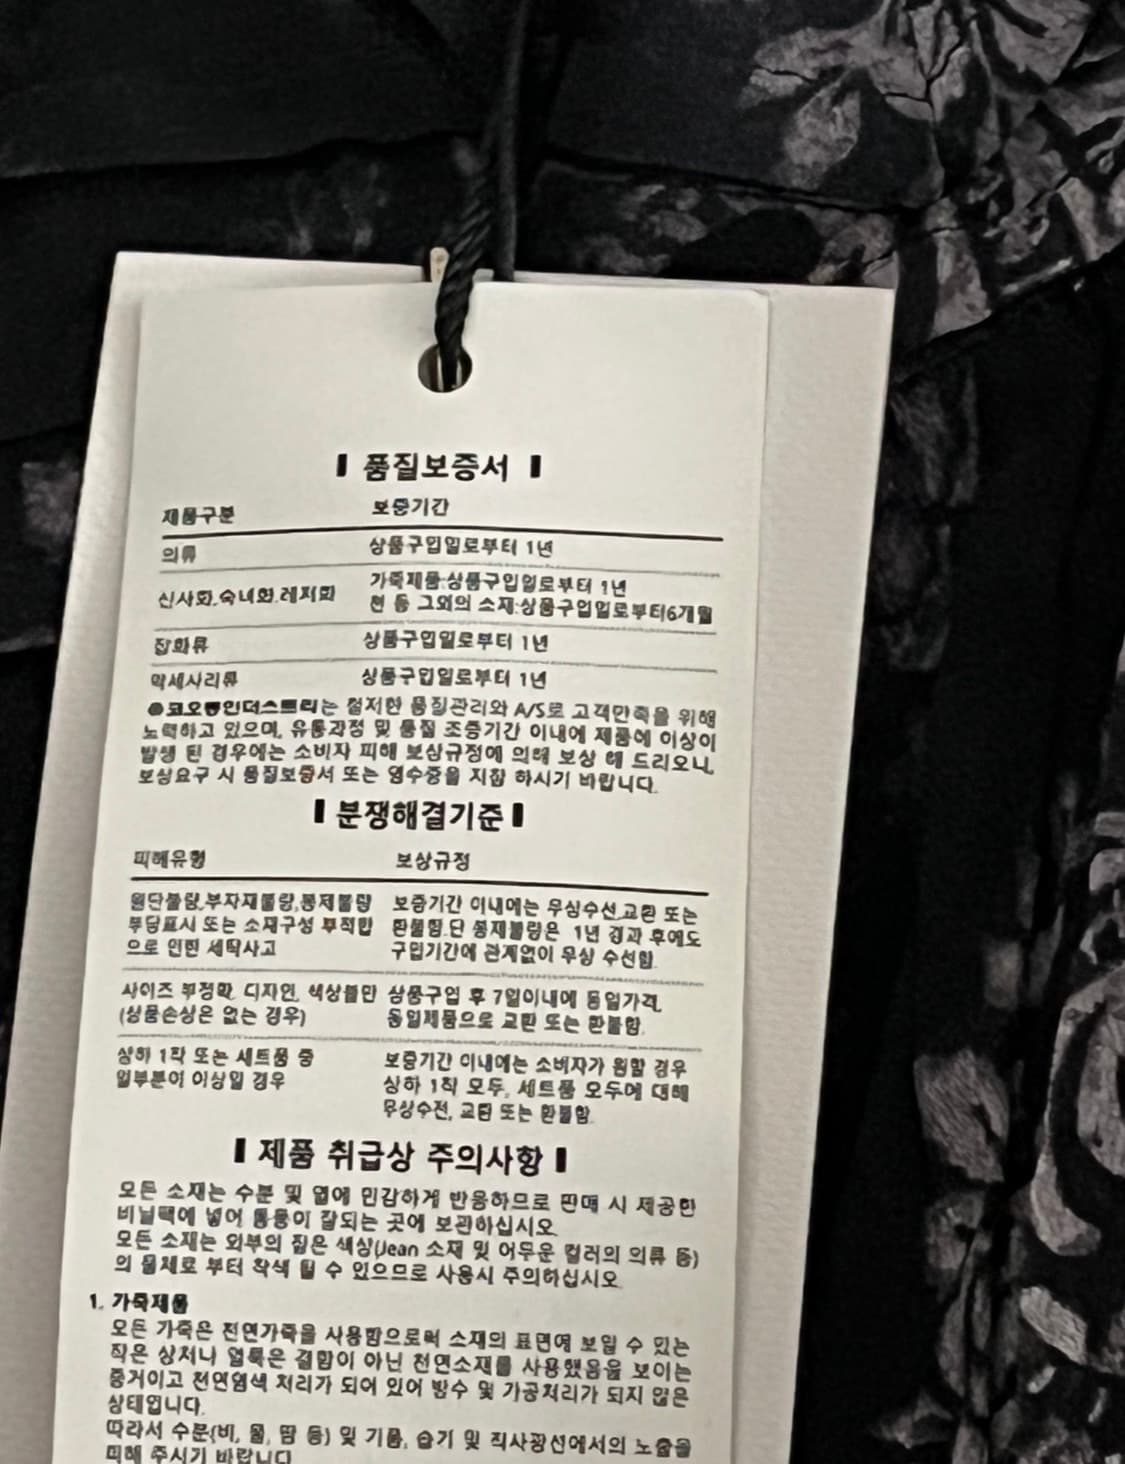 품질보증서
제품구분 보증기간
의류 상품구입일로부터 1년
신사화,숙녀화,레저화 가죽제품:상품구입일로부터 1년
천 등 그외의 소재:상품구입일로부터6개월
잡화류 상품구입일로부터 1년
악세사리류 상품구입일로부터 1년
●코오롱인더스트리는 철저한 품질관리와 A/S로 고객만족을 위해
노력하고 있으며, 유통과정 및 품질 조증기간 이내에 제품에 이상이
발생 된 경우에는 소비자 피해 보상규정에 의해 보상 해 드리오니,
보상요구 시 품질보증서 또는 영수증을 지참 하시기 바랍니다.
분쟁해결기준
피해유형 보상규정
원단불량,부자재불량,봉제불량 보증기간 이내에는 무상수선,교환 또는
부당표시 또는 소재구성 부적합 환불함.단 봉제불량은 1년 경과 후에도
으로 인한 세탁사고 구입기간에 관계없이 무상 수선함.
사이즈 부정확, 디자인, 색상불만 상품구입 후 7일이내에 동일가격,
(상품손상은 없는 경우) 동일제품으로 교환 또는 환불함.
상하 1착 또는 세트품 중 보증기간 이내에는 소비자가 원할 경우
일부분이 이상일 경우 상하 1착 모두, 세트품 모두에 대해
무상수전, 교환 또는 환불함.
제품 취급상 주의사항
모든 소재는 수분 및 열에 민감하게 반응하므로 판매 시 제공한
비닐팩에 넣어 통풍이 잘되는 곳에 보관하십시오.
모든 소재는 외부의 짙은 색상(Jean 소재 및 어두운 컬러의 의류 등)
의 물체로 부터 착색 될 수 있으므로 사용시 주의하십시오.
1. 가죽제품
모든 가죽은 천연가죽을 사용함으로써 소재의 표면에 보일 수 있는
작은 상처나 얼룩은 결함이 아닌 천연소재를 사용했음을 보이는
증거이고 천연염색 처리가 되어 있어 방수 및 가공처리가 되지 않은
상태입니다.
따라서 수분(비, 물, 땀 등) 및 기름, 습기 및 직사광선에서의 노출을
피해 주시기 바랍니다